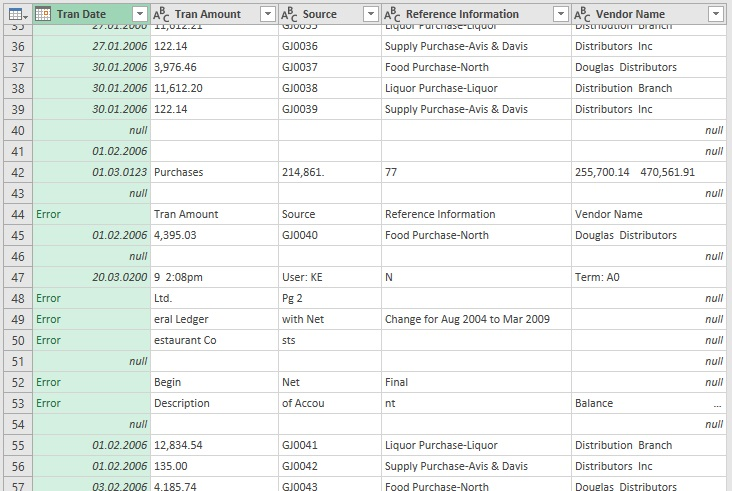 Tran Date ABC Tran Amount ABC Source ABC Reference Information ABC Vendor Name
35 27.01.2006 11,612.21 GJ0035 Liquor Purchase-Liquor Distribution Branch
36 27.01.2006 122.14 GJ0036 Supply Purchase-Avis & Davis Distributors Inc
37 30.01.2006 3,976.46 GJ0037 Food Purchase-North Douglas Distributors
38 30.01.2006 11,612.20 GJ0038 Liquor Purchase-Liquor Distribution Branch
39 30.01.2006 122.14 GJ0039 Supply Purchase-Avis & Davis Distributors Inc
40 null null
41 01.02.2006 null
42 01.03.0123 Purchases 214,861. 77 255,700.14 470,561.91
43 null null
44 Error Tran Amount Source Reference Information Vendor Name
45 01.02.2006 4,395.03 GJ0040 Food Purchase-North Douglas Distributors
46 null null
47 20.03.0200 9 2:08pm User: KE N Term: A0
48 Error Ltd. Pg 2 null
49 Error eral Ledger with Net Change for Aug 2004 to Mar 2009 null
50 Error estaurant Co sts null
51 null null
52 Error Begin Net Final null
53 Error Description of Accou nt Balance ...
54 null null
55 01.02.2006 12,834.54 GJ0041 Liquor Purchase-Liquor Distribution Branch
56 01.02.2006 135.00 GJ0042 Supply Purchase-Avis & Davis Distributors Inc
57 03.02.2006 4,185.74 GJ0043 Food Purchase-North Douglas Distributors